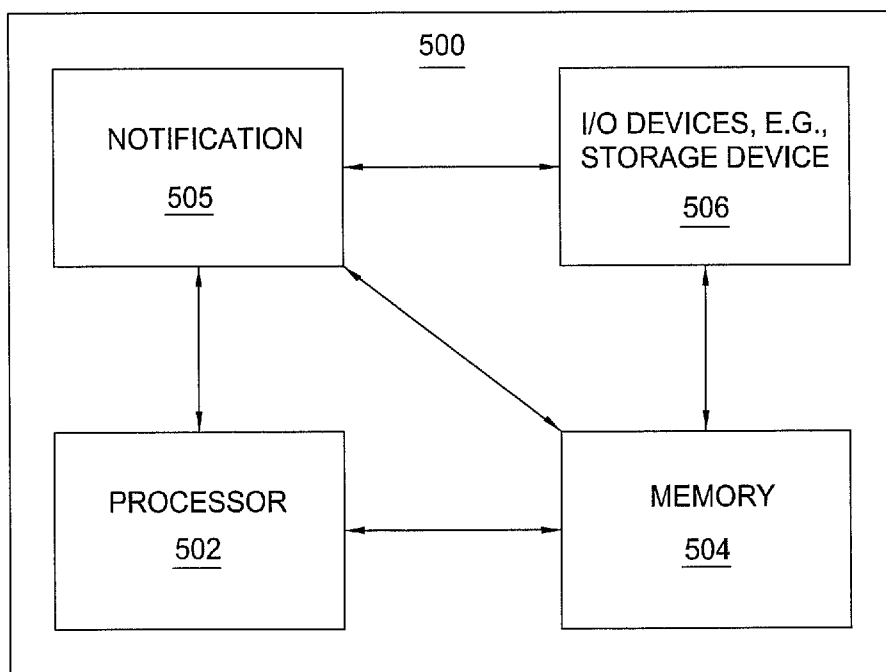 500
NOTIFICATION
505
I/O DEVICES, E.G.,
STORAGE DEVICE
506
PROCESSOR
502
MEMORY
504